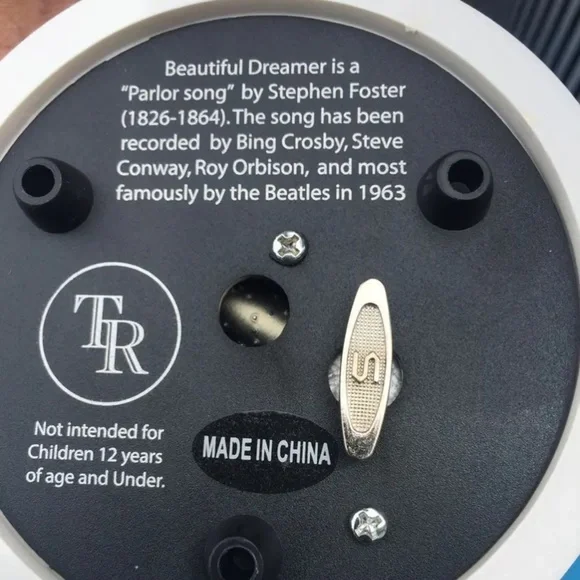 Beautiful Dreamer is a
"Parlor song" by Stephen Foster
(1826-1864). The song has been
recorded by Bing Crosby, Steve
Conway, Roy Orbison, and most
famously by the Beatles in 1963
TR
S
Not intended for
Children 12 years
of age and Under.
MADE IN CHINA